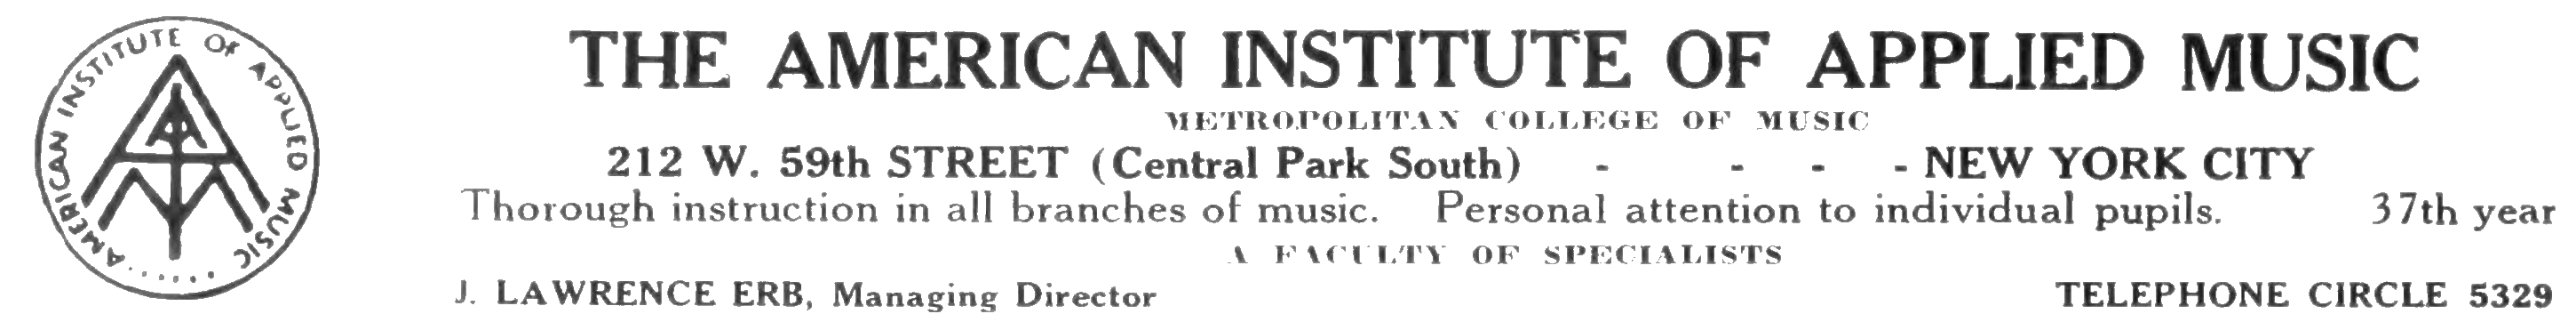 AMERICAN INSTITUTE OF APPLIED MUSIC ......
THE AMERICAN INSTITUTE OF APPLIED MUSIC
METROPOLITAN COLLEGE OF MUSIC
212 W. 59th STREET (Central Park South) - - - - NEW YORK CITY
Thorough instruction in all branches of music. Personal attention to individual pupils. 37th year
A FACULTY OF SPECIALISTS
J. LAWRENCE ERB, Managing Director TELEPHONE CIRCLE 5329